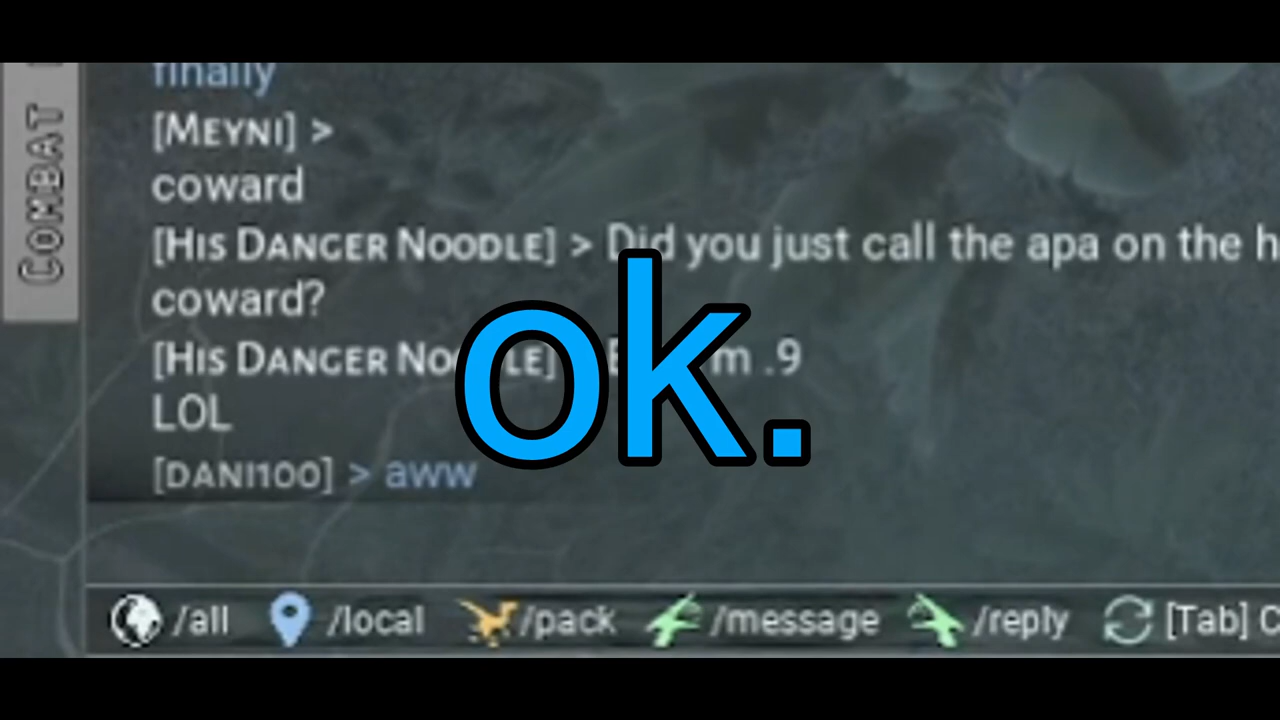 COMBAT
finally
[MEYNI] >
coward
[HIS DANGER NOODLE] > Did you just call the apa on the h
coward?
[HIS DANGER NOODLE] m .9
LOL
[DANI100] > aww
ok.
/all /local /pack /message /reply [Tab] C